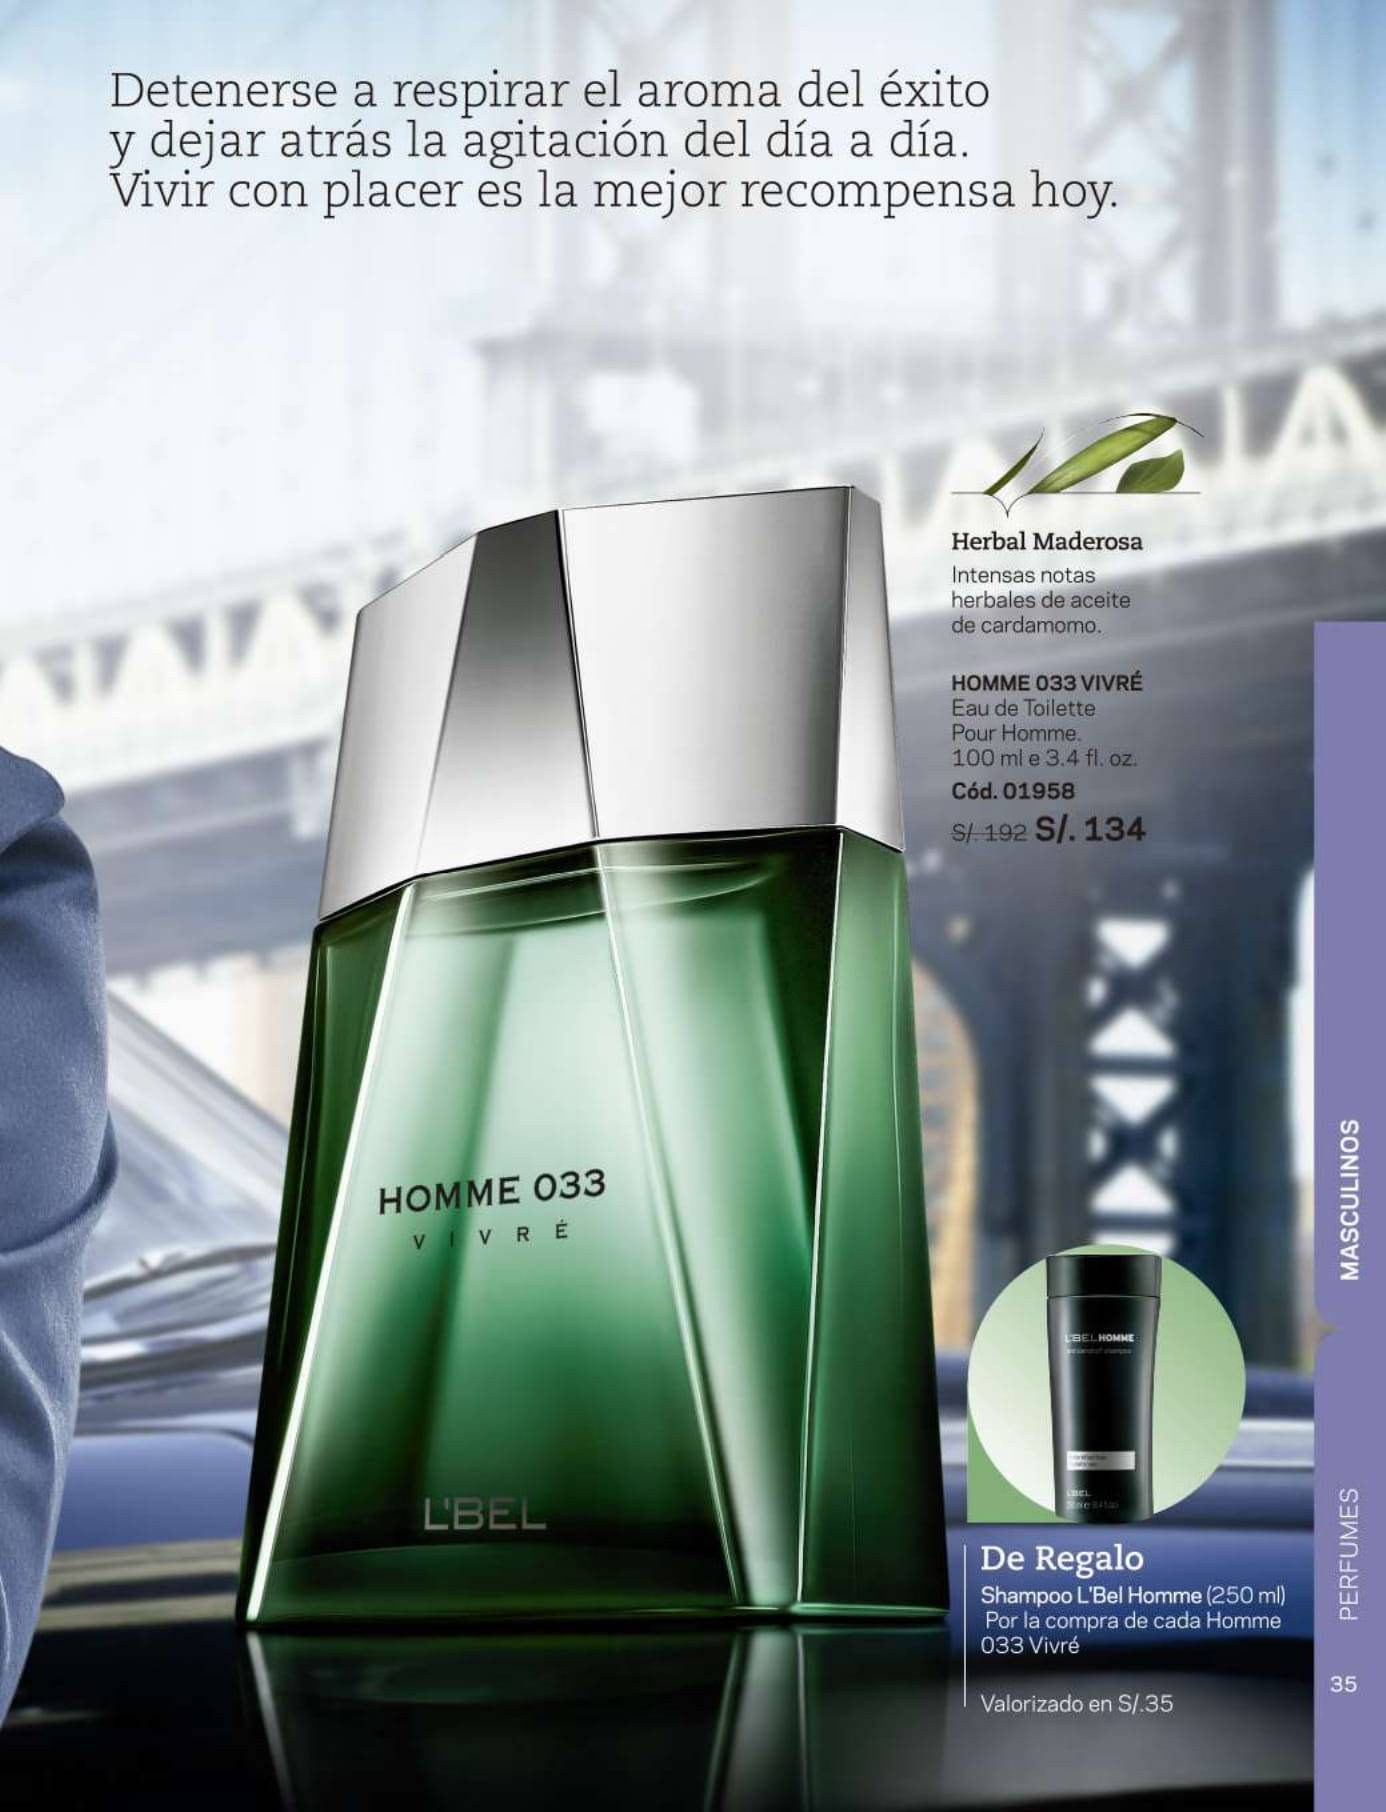 Detenerse a respirar el aroma del éxito
y dejar atrás la agitación del día a día.
Vivir con placer es la mejor recompensa hoy.
Herbal Maderosa
Intensas notas
herbales de aceite
de cardamomo.
HOMME 033 VIVRÉ
Eau de Toilette
Pour Homme.
100 ml e 3.4 fl. oz.
Cód. 01958
S/. 192 S/. 134
HOMME 033
VIVRÉ
L'BEL
L'BEL HOMME
L'BEL
De Regalo
Shampoo L'Bel Homme (250 ml)
Por la compra de cada Homme
033 Vivré
Valorizado en S/.35
MASCULINOS
PERFUMES
35